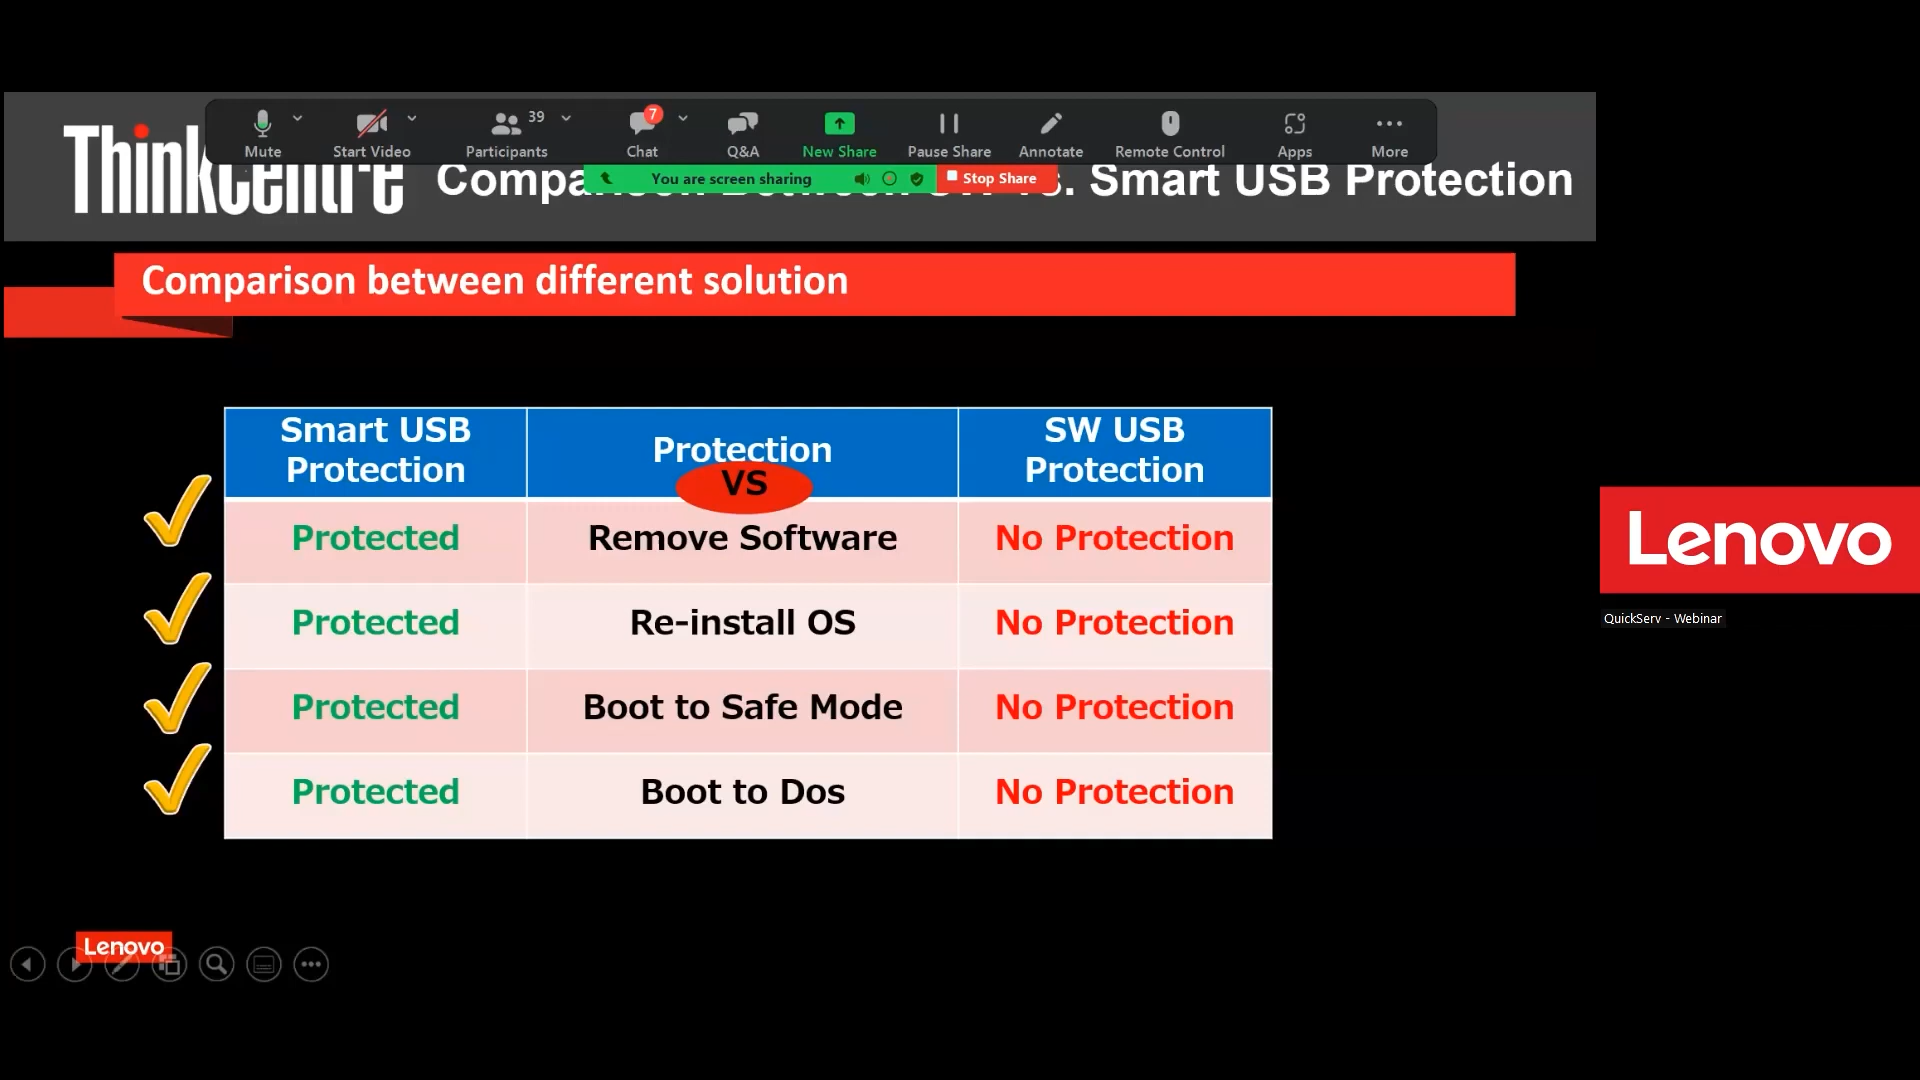 Mute
Start Video
39
Participants
7
Chat
Q&A
New Share
Pause Share
Annotate
Remote Control
Apps
More
You are screen sharing
Stop Share
ThinkCentre
Smart USB Protection
Comparison between different solution
Smart USB
Protection
Protection
SW USB
Protection
VS
Protected
Remove Software
No Protection
Protected
Re-install OS
No Protection
Protected
Boot to Safe Mode
No Protection
Protected
Boot to Dos
No Protection
Lenovo
QuickServ - Webinar
Lenovo